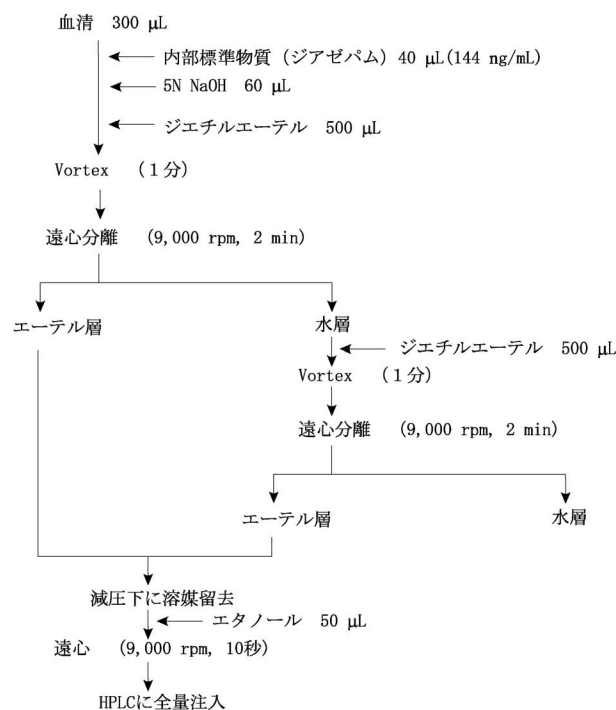 血清 300 μL
内部標準物質 (ジアゼパム) 40 μL(144 ng/mL)
5N NaOH 60 μL
ジエチルエーテル 500 μL
Vortex (1分)
遠心分離 (9,000 rpm, 2 min)
エーテル層 水層
ジエチルエーテル 500 μL
Vortex (1分)
遠心分離 (9,000 rpm, 2 min)
エーテル層 水層
減圧下に溶媒留去
エタノール 50 μL
遠心 (9,000 rpm, 10秒)
HPLCに全量注入